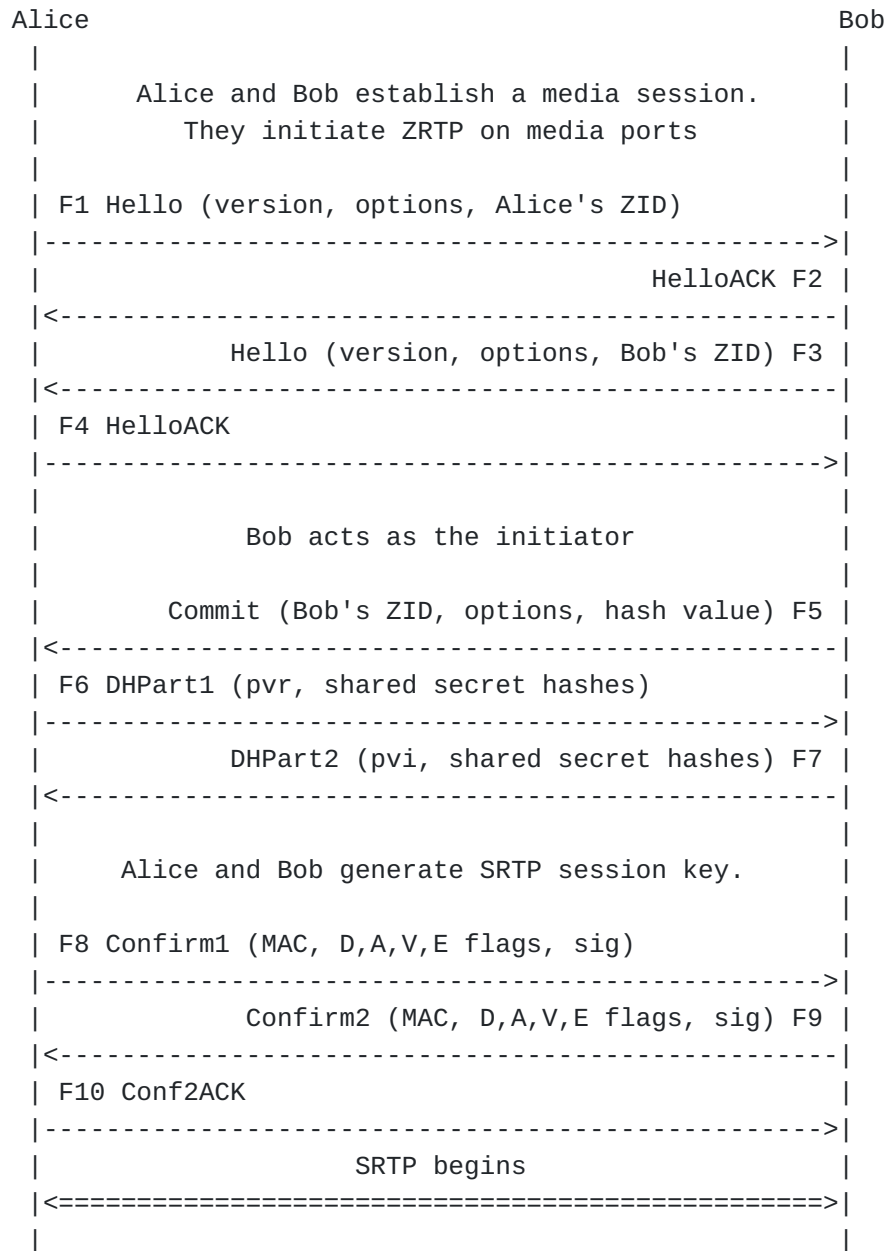 Alice                                                Bob
 |                                                   |
 |      Alice and Bob establish a media session.     |
 |         They initiate ZRTP on media ports         |
 |                                                   |
 | F1 Hello (version, options, Alice's ZID)          |
 |-------------------------------------------------->|
 |                                       HelloACK F2 |
 |<--------------------------------------------------|
 |            Hello (version, options, Bob's ZID) F3 |
 |<--------------------------------------------------|
 | F4 HelloACK                                       |
 |-------------------------------------------------->|
 |                                                   |
 |             Bob acts as the initiator             |
 |                                                   |
 |        Commit (Bob's ZID, options, hash value) F5 |
 |<--------------------------------------------------|
 | F6 DHPart1 (pvr, shared secret hashes)            |
 |-------------------------------------------------->|
 |            DHPart2 (pvi, shared secret hashes) F7 |
 |<--------------------------------------------------|
 |                                                   |
 |     Alice and Bob generate SRTP session key.      |
 |                                                   |
 | F8 Confirm1 (MAC, D,A,V,E flags, sig)             |
 |-------------------------------------------------->|
 |             Confirm2 (MAC, D,A,V,E flags, sig) F9 |
 |<--------------------------------------------------|
 | F10 Conf2ACK                                      |
 |-------------------------------------------------->|
 |                    SRTP begins                    |
 |<=================================================>|
 |                                                   |